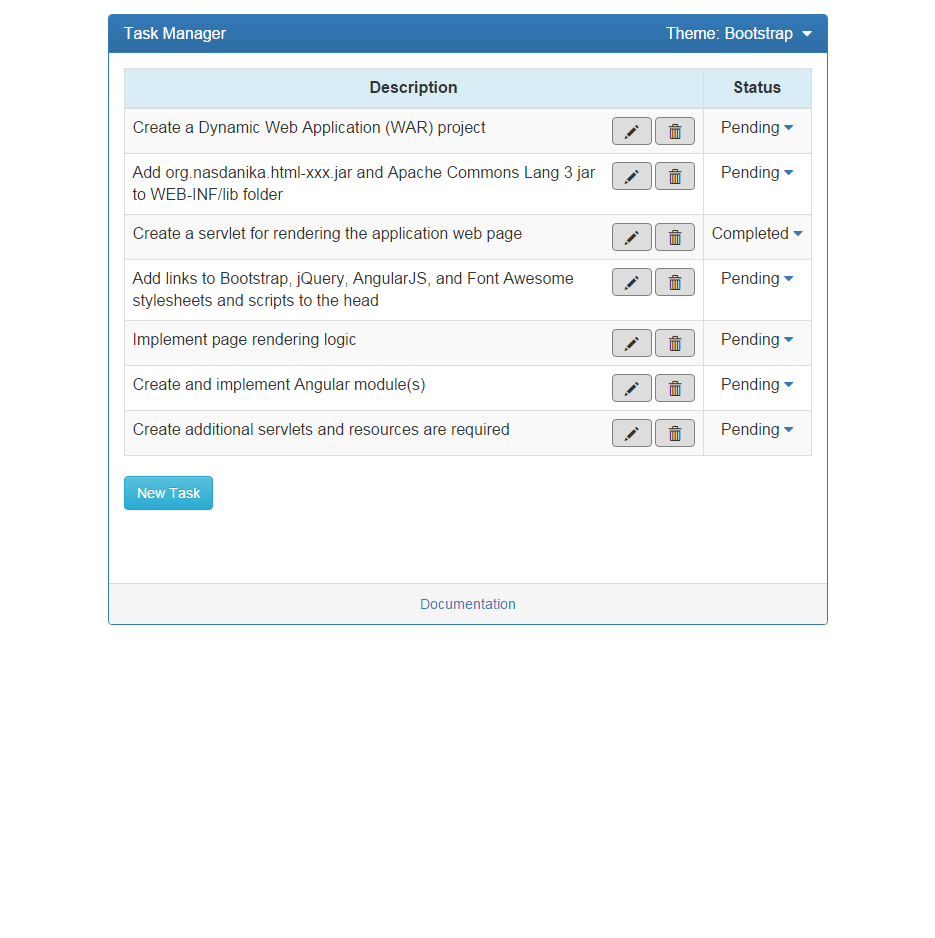 Task Manager
Theme: Bootstrap
Description
Status
Create a Dynamic Web Application (WAR) project
Pending
Add org.nasdanika.html-xxx.jar and Apache Commons Lang 3 jar
to WEB-INF/lib folder
Pending
Create a servlet for rendering the application web page
Completed
Add links to Bootstrap, jQuery, AngularJS, and Font Awesome
stylesheets and scripts to the head
Pending
Implement page rendering logic
Pending
Create and implement Angular module(s)
Pending
Create additional servlets and resources are required
Pending
New Task
Documentation